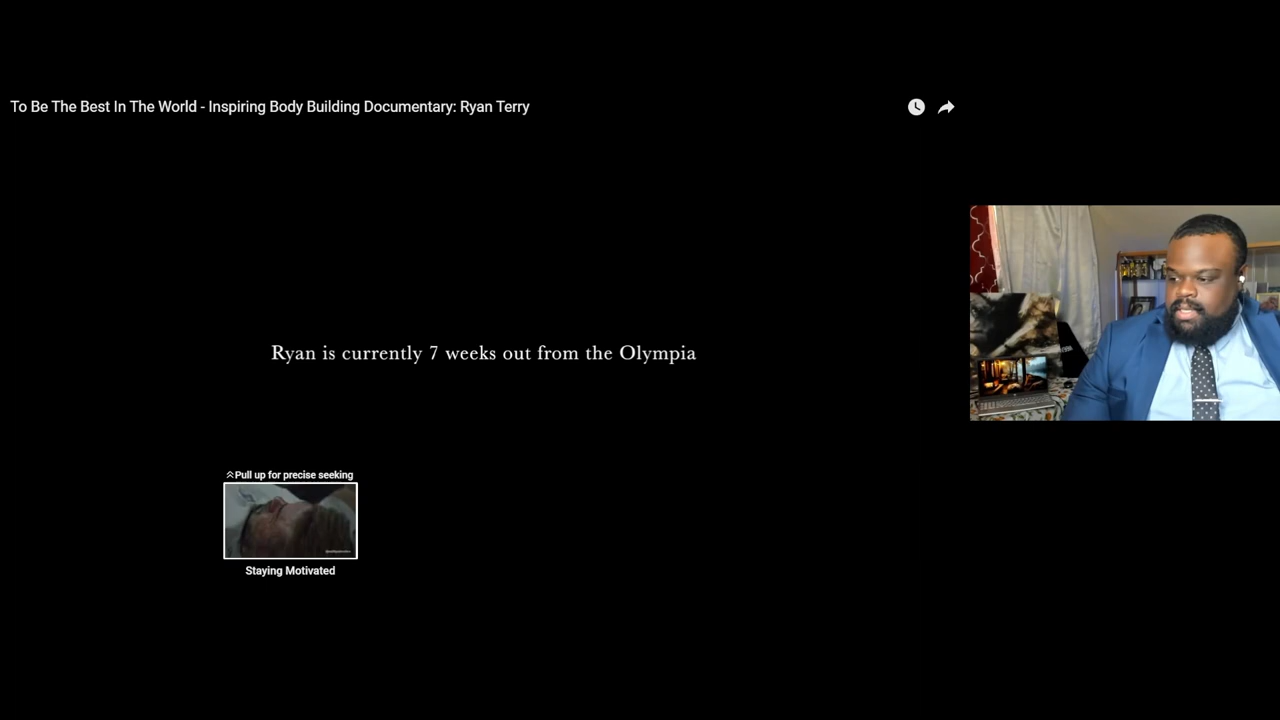 To Be The Best In The World - Inspiring Body Building Documentary: Ryan Terry
Ryan is currently 7 weeks out from the Olympia
Pull up for precise seeking
Staying Motivated